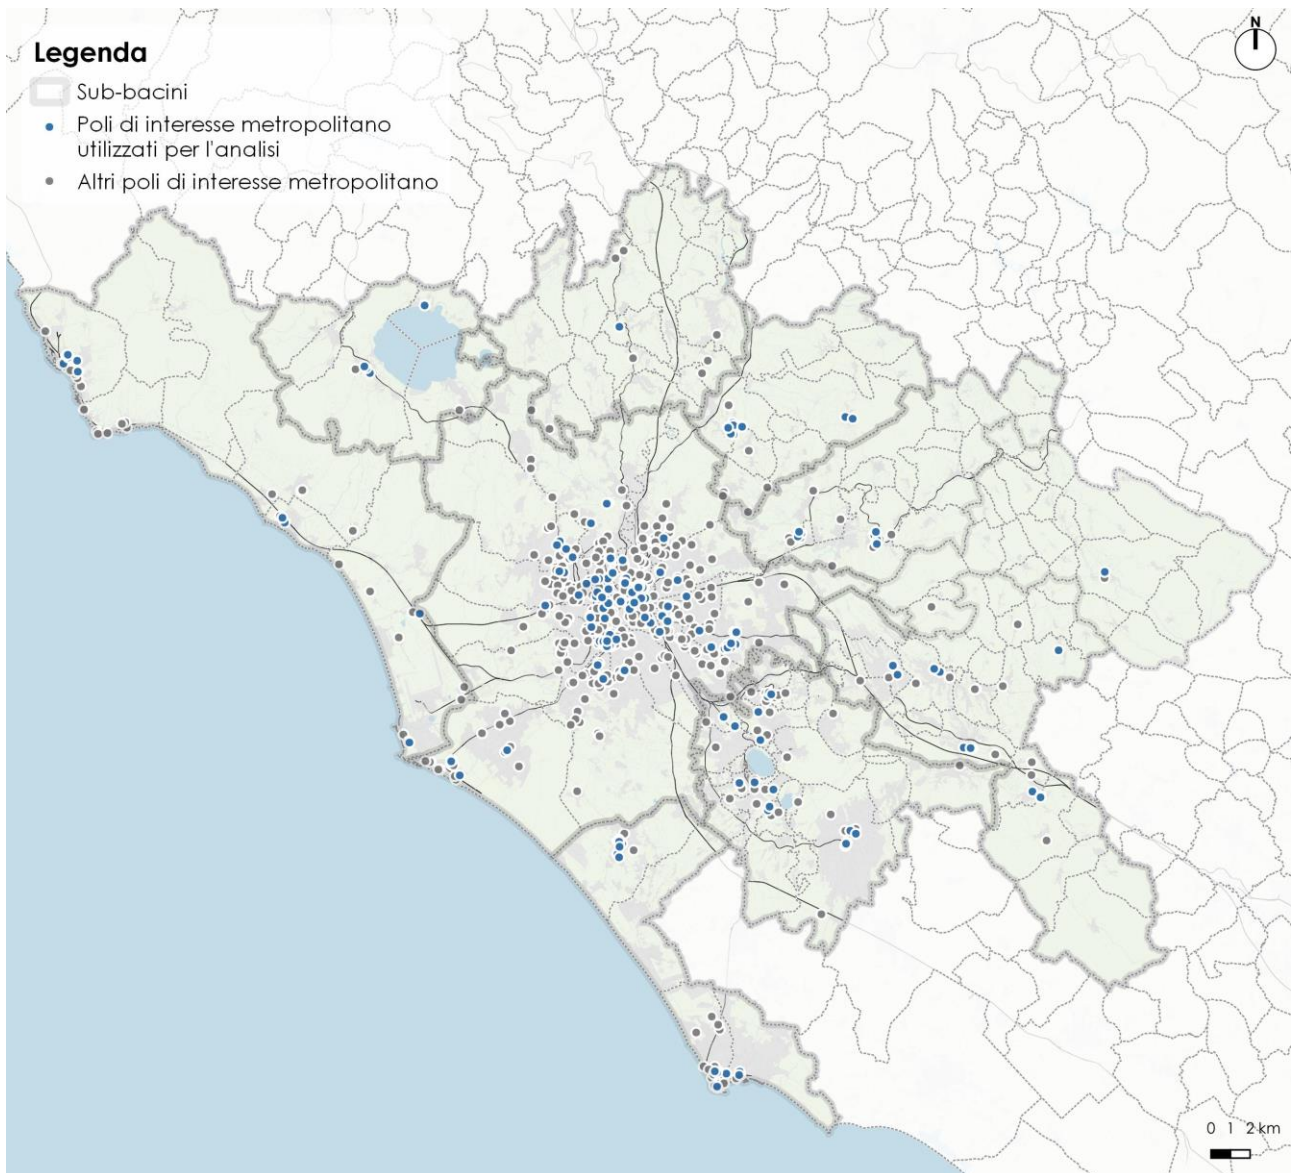 Legenda
Sub-bacini
Poli di interesse metropolitano
utilizzati per l'analisi
Altri poli di interesse metropolitano
N
0 1 2 km